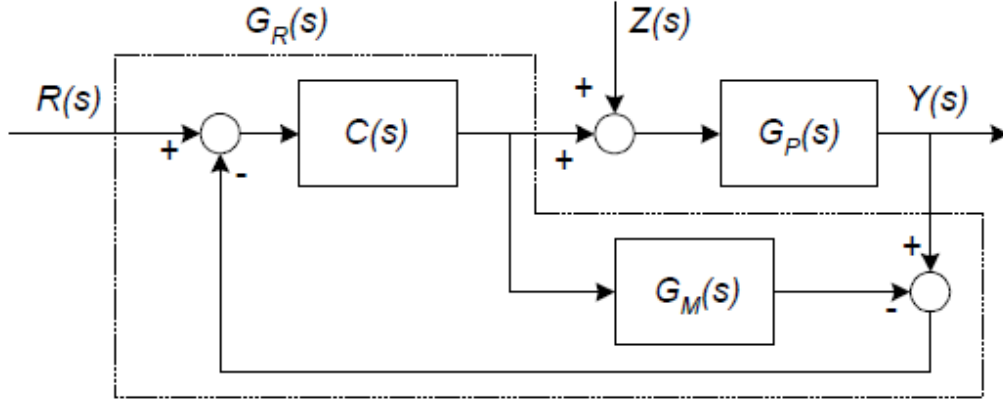 G_R(s)
Z(s)
R(s)
Y(s)
+
-
C(s)
+
+
G_P(s)
G_M(s)
+
-